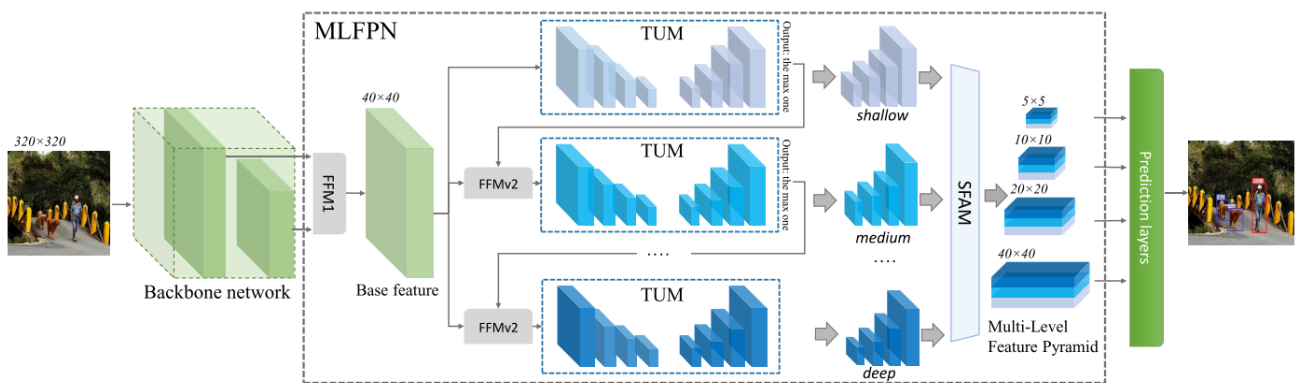 MLFPN
320×320
Backbone network
FFM1
40×40
Base feature
TUM
Output: the max one
shallow
FFMv2
TUM
Output: the max one
medium
....
....
FFMv2
TUM
deep
SFAM
5×5
10×10
20×20
40×40
Multi-Level
Feature Pyramid
Prediction layers